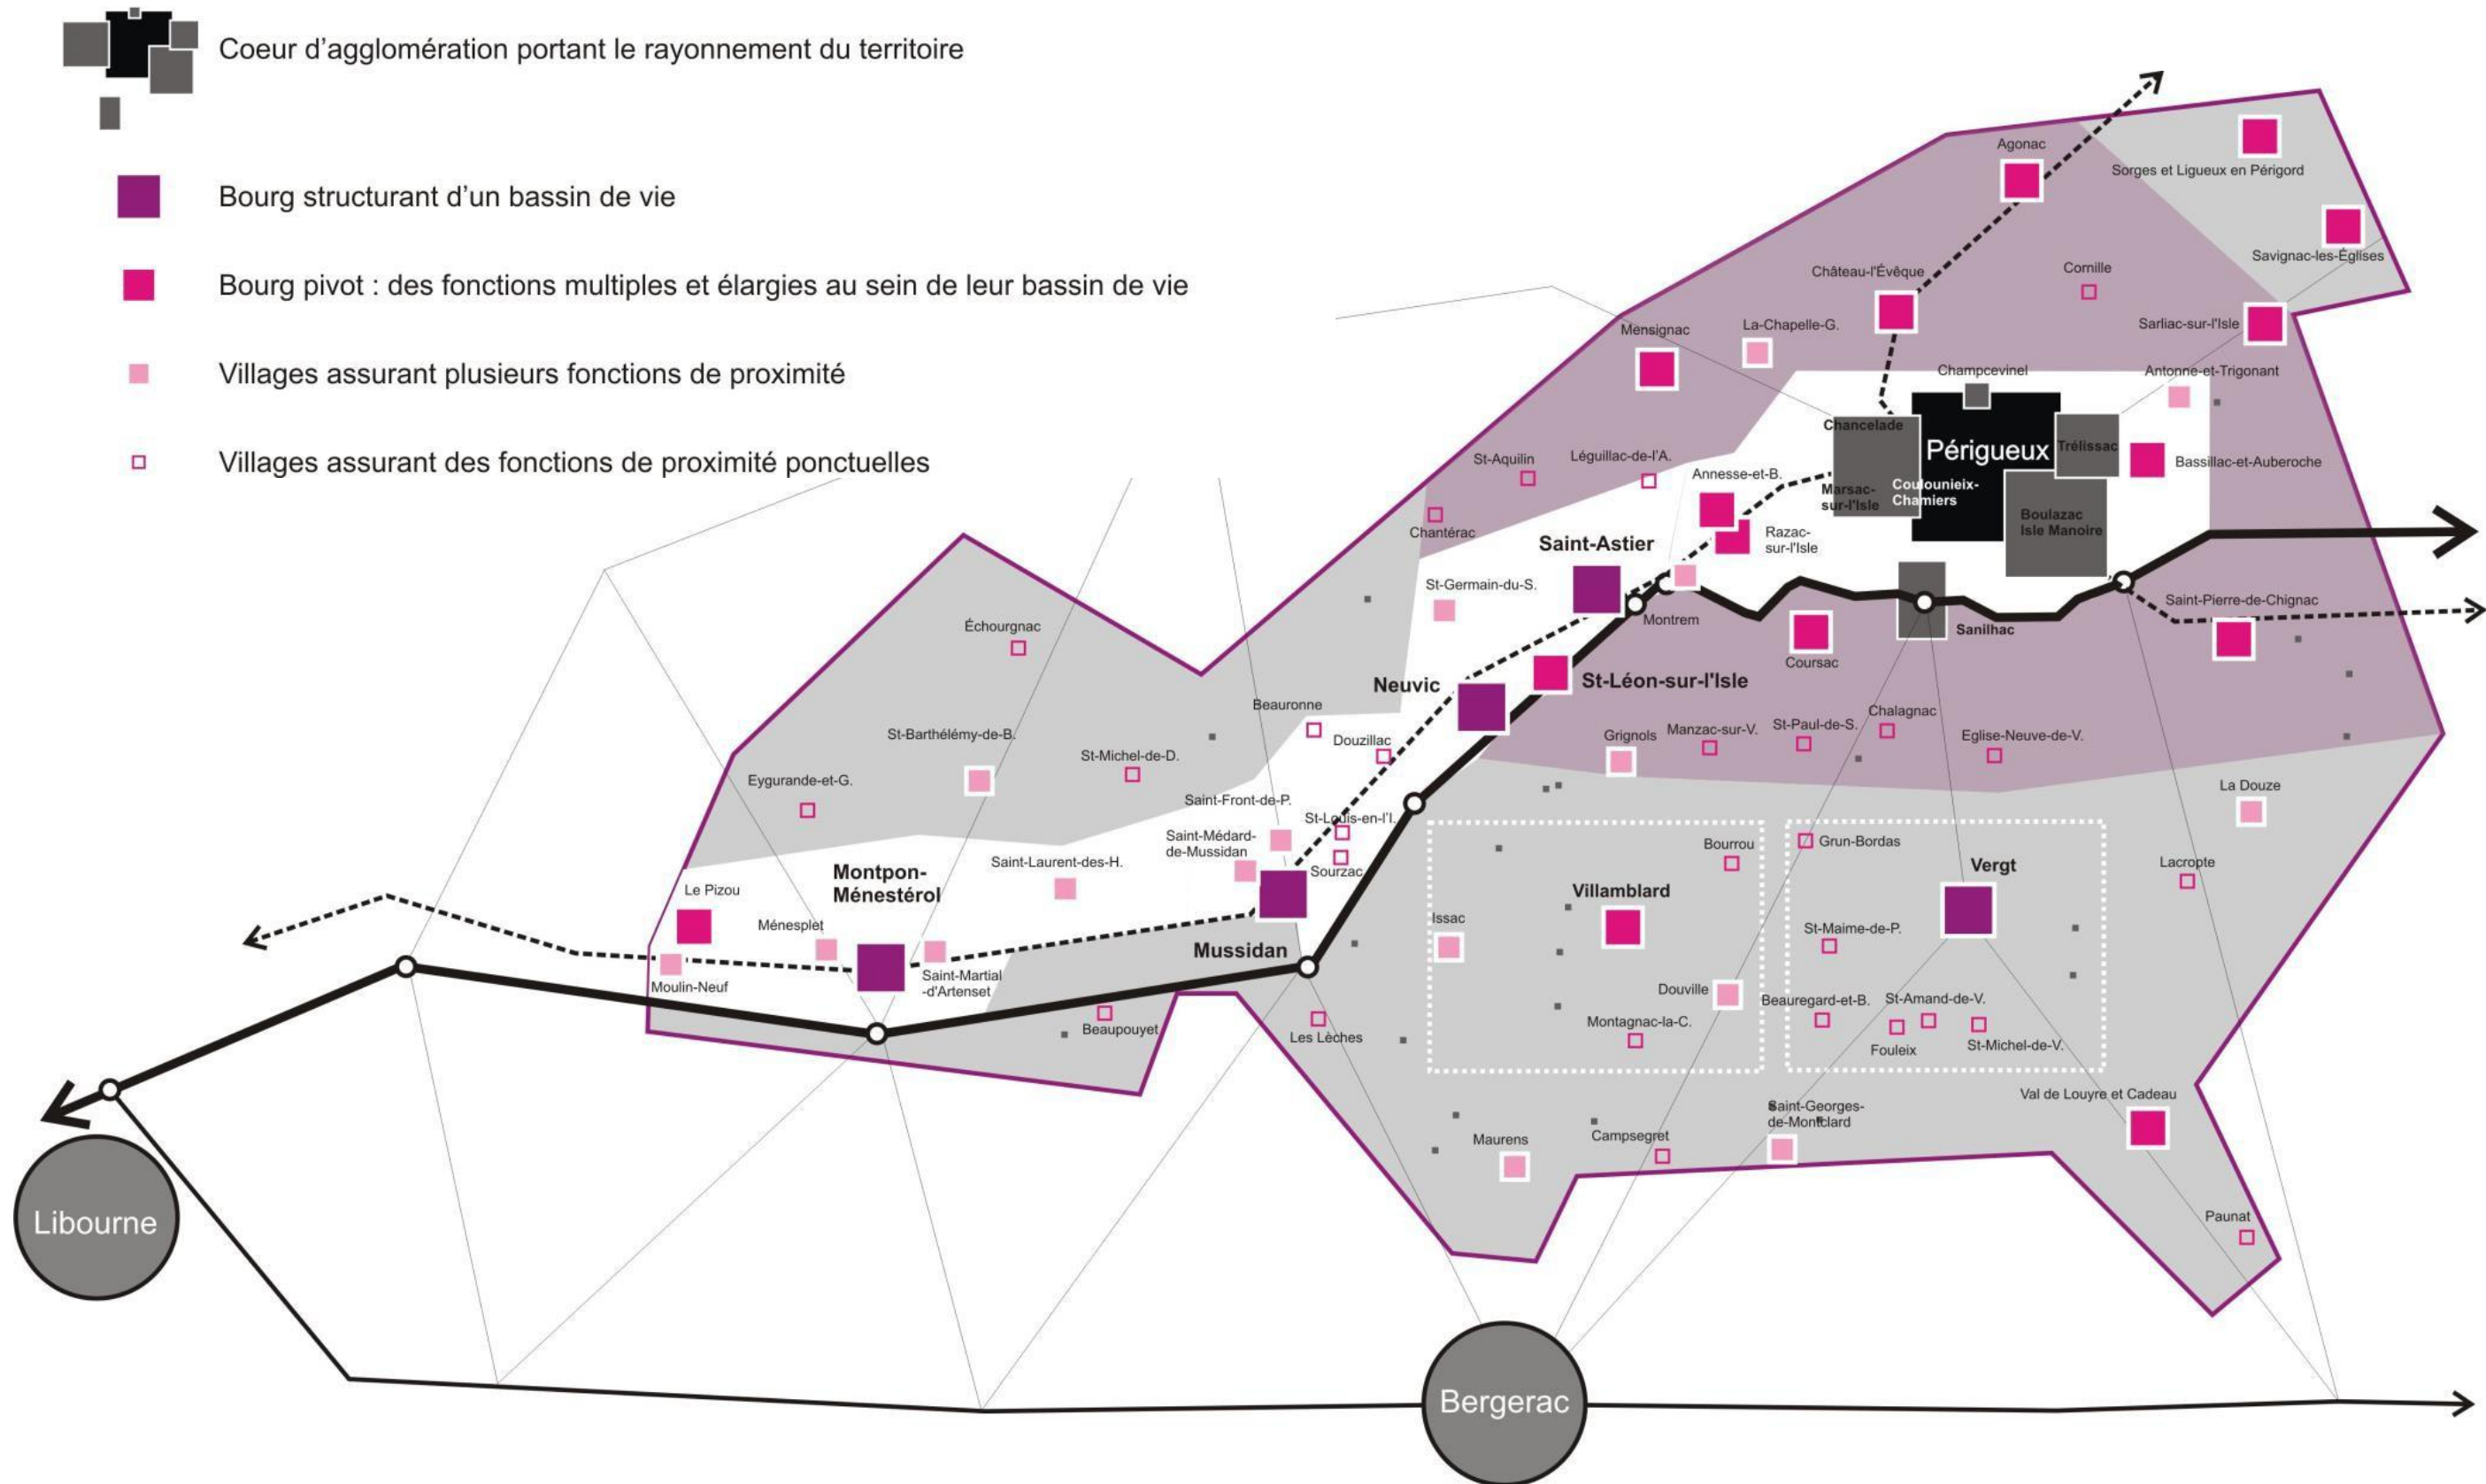 Coeur d'agglomération portant le rayonnement du territoire
Bourg structurant d'un bassin de vie
Bourg pivot : des fonctions multiples et élargies au sein de leur bassin de vie
Villages assurant plusieurs fonctions de proximité
Villages assurant des fonctions de proximité ponctuelles
Agonac
Sorges et Ligueux en Périgord
Savignac-les-Églises
Château-l'Évêque
Cornille
Mensignac
La-Chapelle-G.
Sarliac-sur-l'Isle
Champcevinel
Antonne-et-Trigonant
Chancelade
Périgueux
Trélissac
St-Aquilin
Léguillac-de-l'A.
Annesse-et-B.
Bassillac-et-Auberoche
Marsac-
sur-l'Isle
Coulounieix-
Chamiers
Boulazac
Isle Manoire
Chantérac
Saint-Astier
Razac-
sur-l'Isle
St-Germain-du-S.
Montrem
Saint-Pierre-de-Chignac
Sanilhac
Échourgnac
Coursac
Neuvic
St-Léon-sur-l'Isle
Beauronne
Chalagnac
St-Barthélémy-de-B.
Douzillac
Grignols
Manzac-sur-V.
St-Paul-de-S.
Eglise-Neuve-de-V.
St-Michel-de-D.
Eygurande-et-G.
La Douze
Saint-Front-de-P.
St-Louis-en-l'I.
Saint-Médard-
de-Mussidan
Bourrou
Grun-Bordas
Saint-Laurent-des-H.
Sourzac
Vergt
Lacropte
Montpon-
Ménestérol
Le Pizou
Villamblard
Ménesplet
Issac
St-Maime-de-P.
Mussidan
Moulin-Neuf
Saint-Martial
-d'Artenset
Douville
Beauregard-et-B.
St-Amand-de-V.
Beaupouyet
Les Lèches
Montagnac-la-C.
Fouleix
St-Michel-de-V.
Val de Louyre et Cadeau
Saint-Georges-
de-Montclard
Maurens
Campsegret
Libourne
Paunat
Bergerac